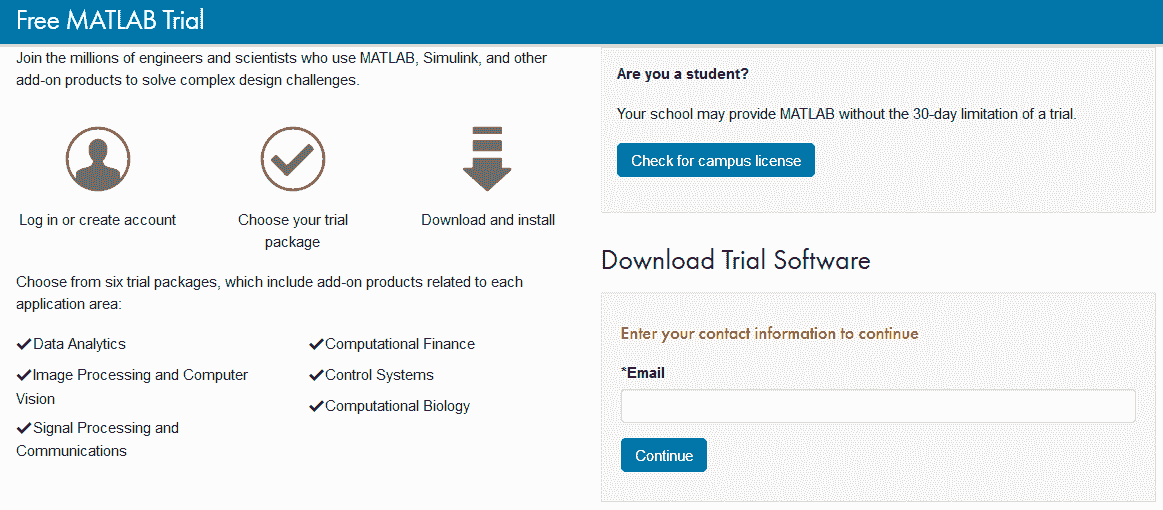 Free MATLAB Trial
Join the millions of engineers and scientists who use MATLAB, Simulink, and other
add-on products to solve complex design challenges.
Log in or create account
Choose your trial
package
Download and install
Choose from six trial packages, which include add-on products related to each
application area:
Data Analytics
Image Processing and Computer
Vision
Signal Processing and
Communications
Computational Finance
Control Systems
Computational Biology
Are you a student?
Your school may provide MATLAB without the 30-day limitation of a trial.
Check for campus license
Download Trial Software
Enter your contact information to continue
*Email
Continue